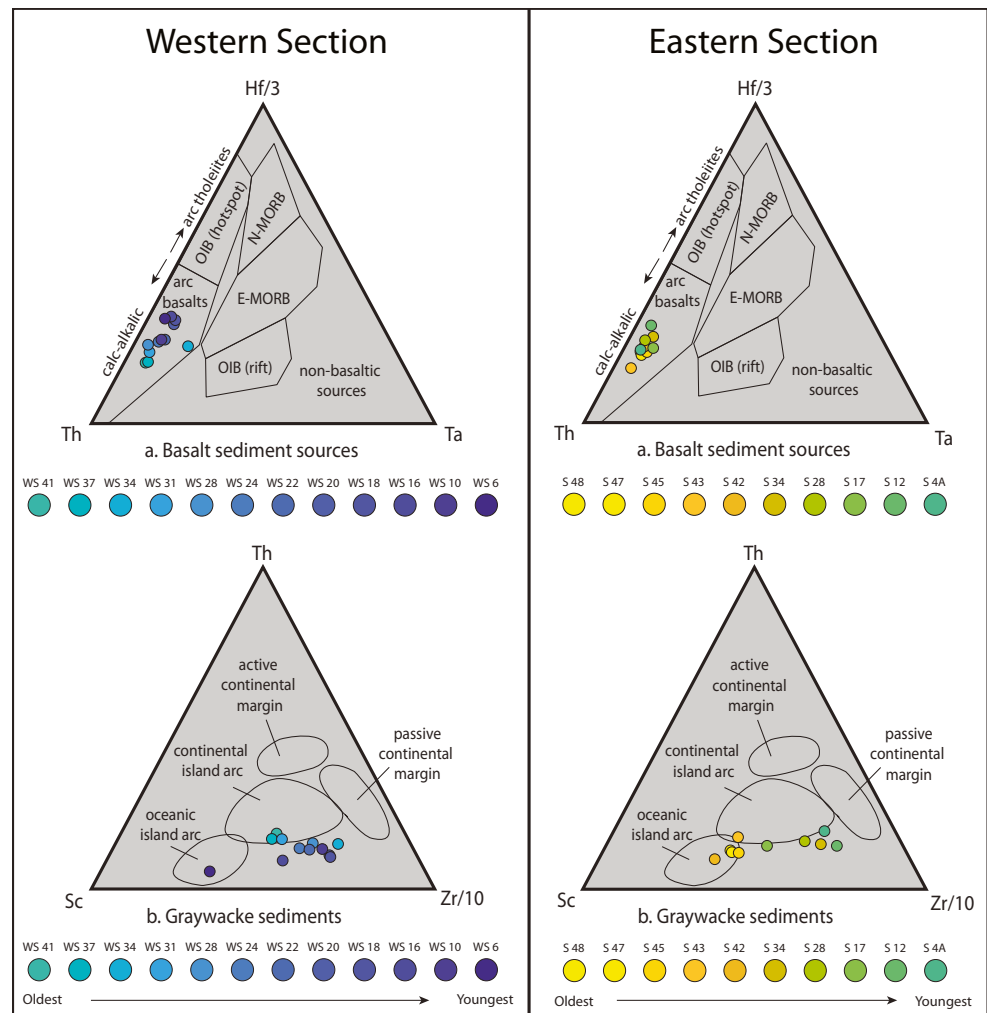 Western Section
Hf/3
arc tholeiites
calc-alkalic
OIB (hotspot)
N-MORB
arc
basalts
E-MORB
OIB (rift)
non-basaltic
sources
Th
Ta
a. Basalt sediment sources
WS 41 WS 37 WS 34 WS 31 WS 28 WS 24 WS 22 WS 20 WS 18 WS 16 WS 10 WS 6
Th
active
continental
margin
passive
continental
margin
continental
island arc
oceanic
island arc
Sc
Zr/10
b. Graywacke sediments
WS 41 WS 37 WS 34 WS 31 WS 28 WS 24 WS 22 WS 20 WS 18 WS 16 WS 10 WS 6
Oldest Youngest
Eastern Section
Hf/3
arc tholeiites
calc-alkalic
OIB (hotspot)
N-MORB
arc
basalts
E-MORB
OIB (rift)
non-basaltic
sources
Th
Ta
a. Basalt sediment sources
S 48 S 47 S 45 S 43 S 42 S 34 S 28 S 17 S 12 S 4A
Th
active
continental
margin
passive
continental
margin
continental
island arc
oceanic
island arc
Sc
Zr/10
b. Graywacke sediments
S 48 S 47 S 45 S 43 S 42 S 34 S 28 S 17 S 12 S 4A
Oldest Youngest